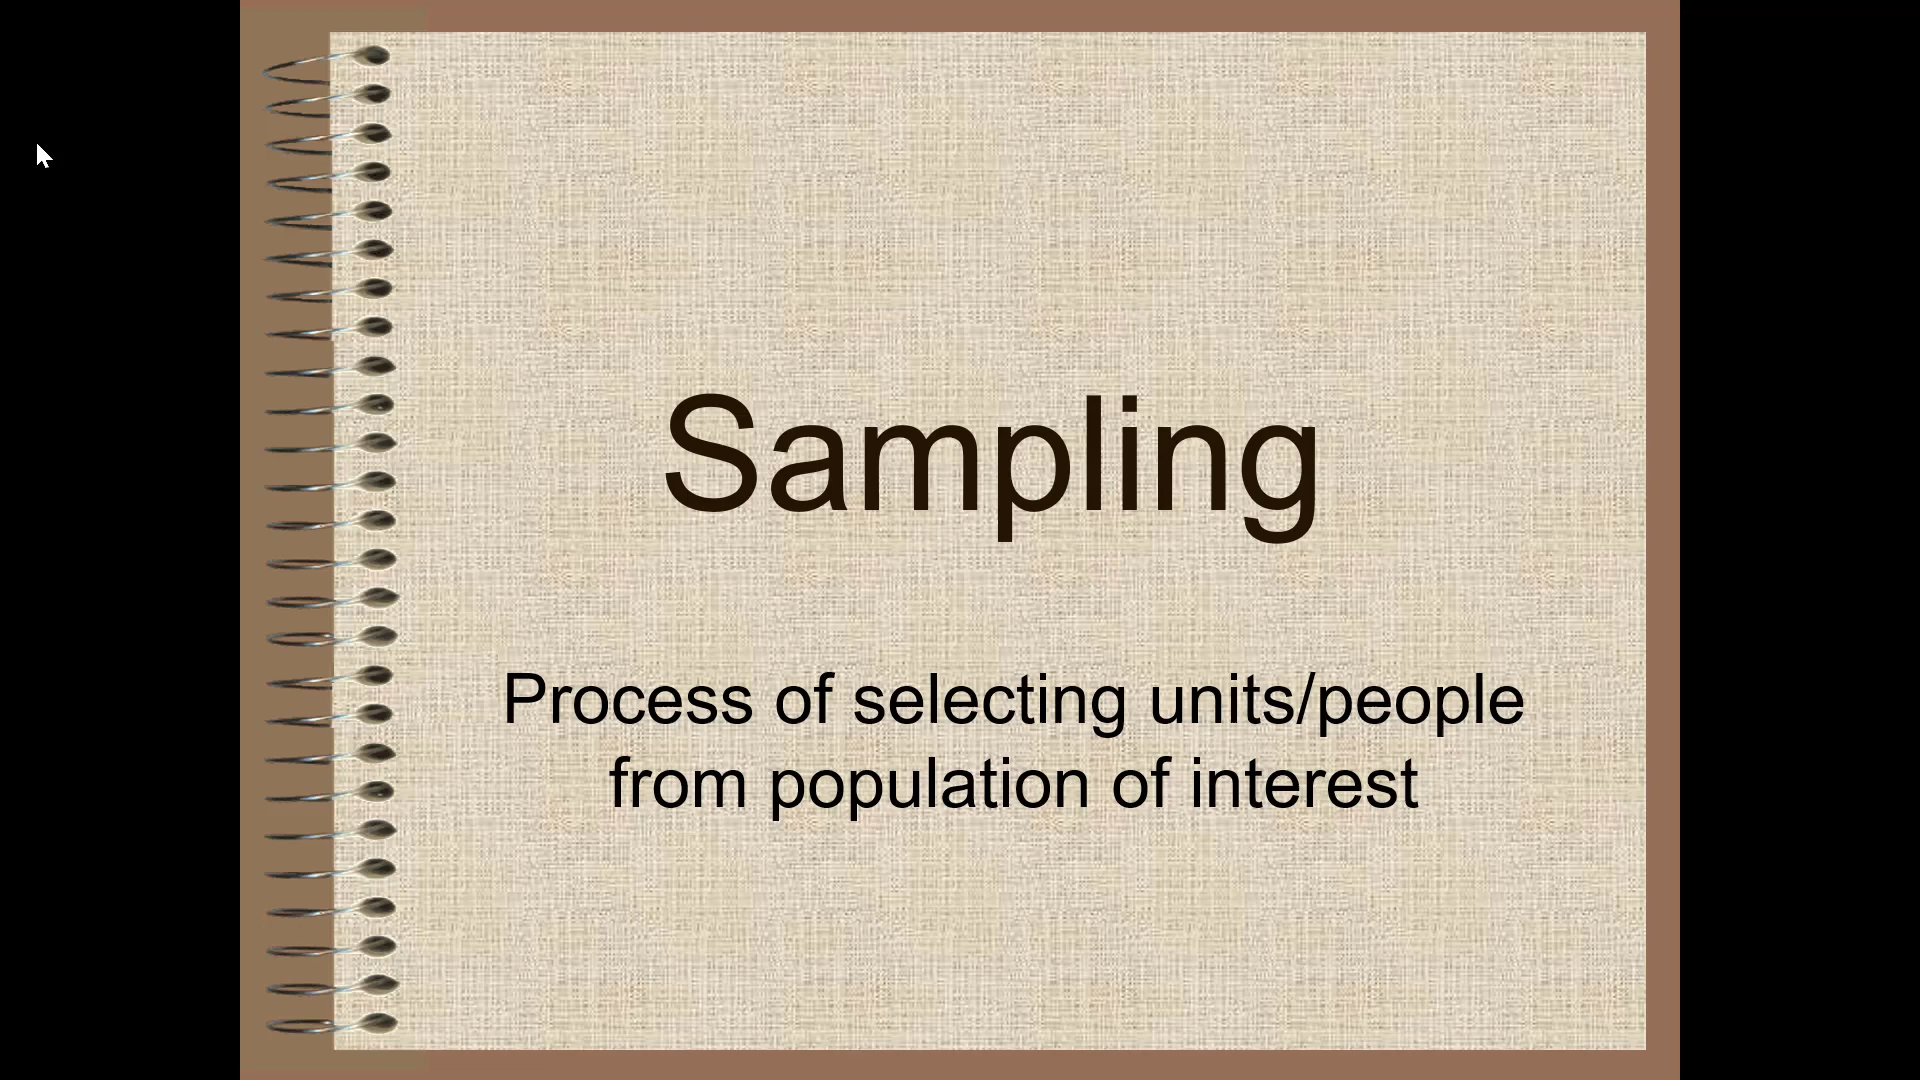 Sampling
Process of selecting units/people
from population of interest